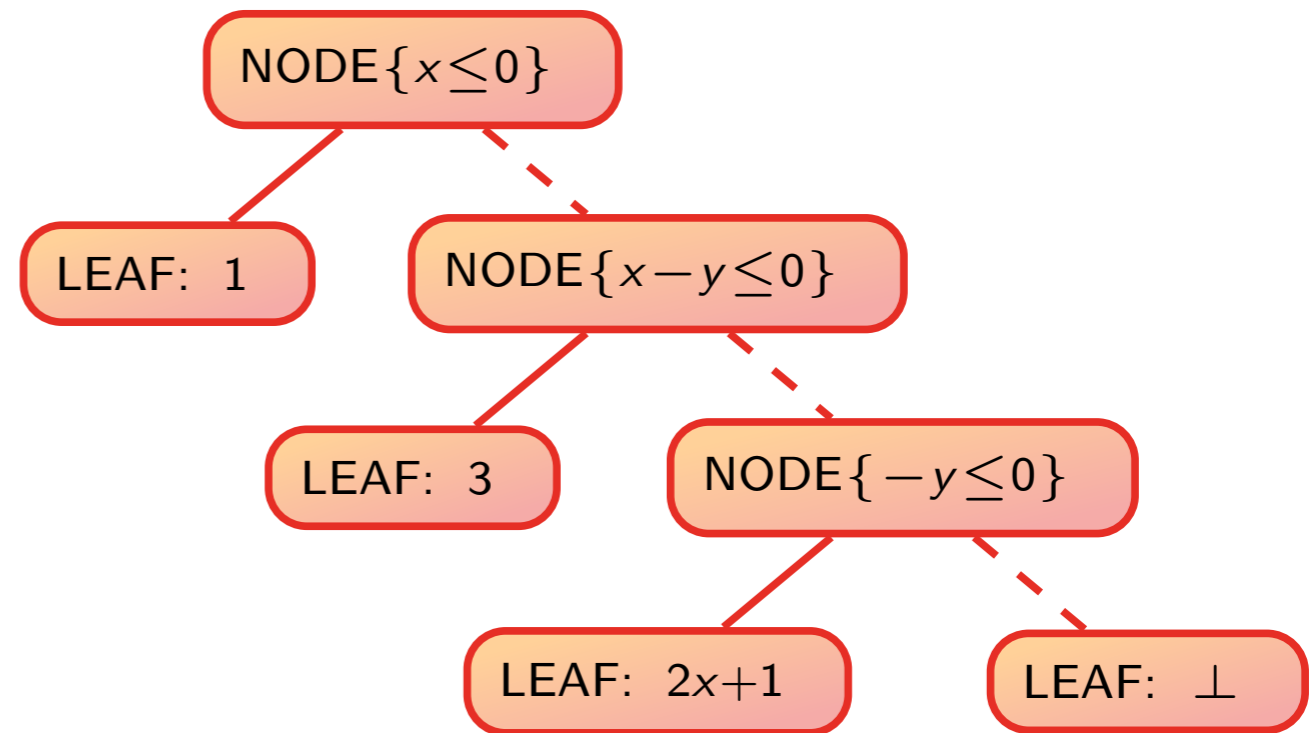 NODE{x≤0}
LEAF: 1
NODE{x−y≤0}
LEAF: 3
NODE{−y≤0}
LEAF: 2x+1
LEAF: ⊥